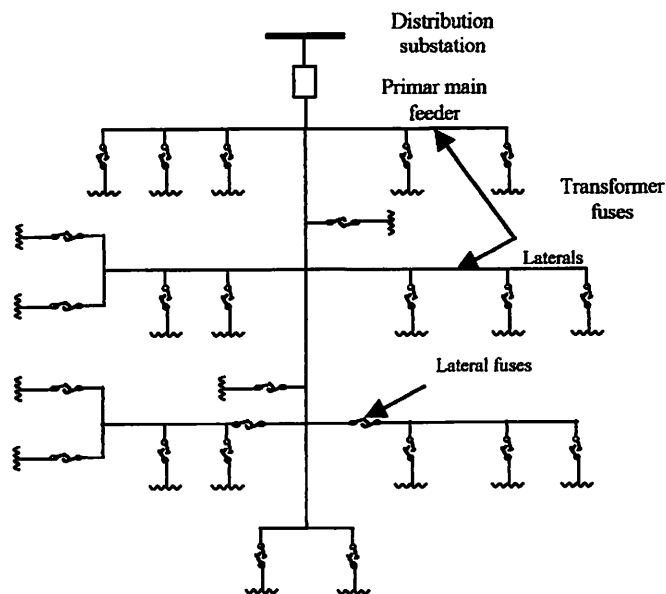 Distribution
substation
Primar main
feeder
Transformer
fuses
Laterals
Lateral fuses